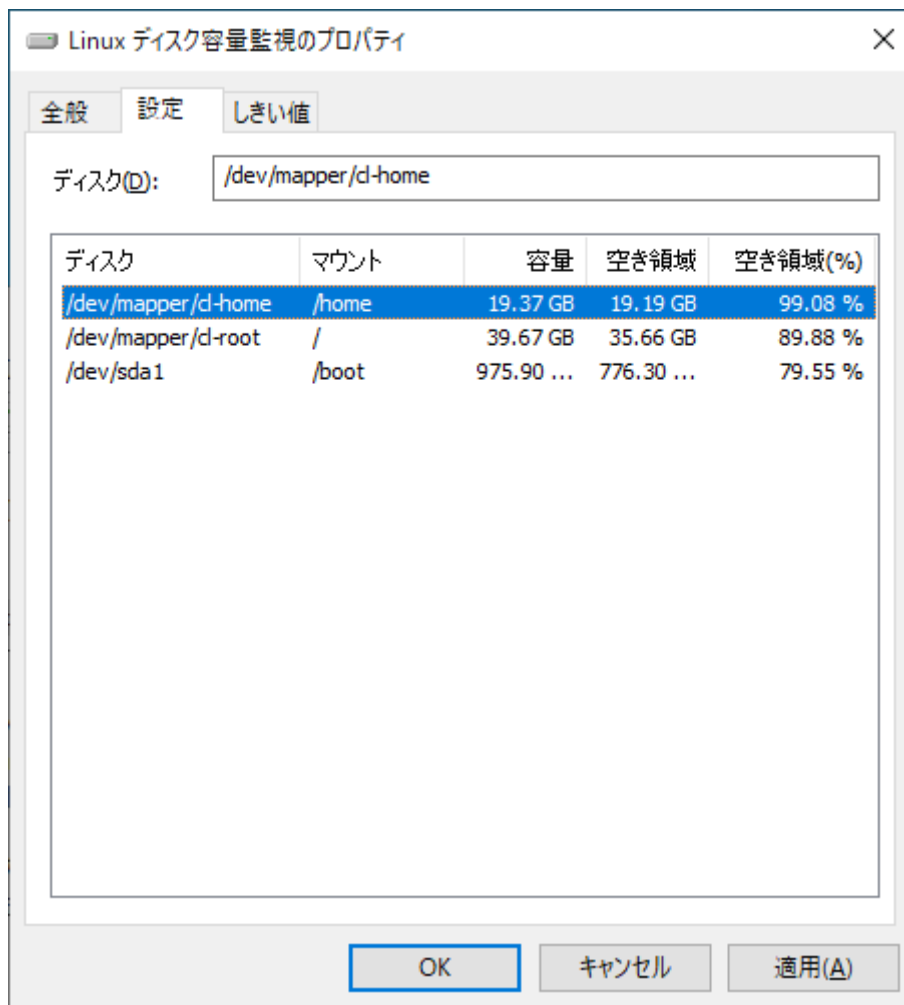 Linux ディスク容量監視のプロパティ
全般 設定 しきい値
ディスク(D): /dev/mapper/cl-home
ディスク マウント 容量 空き領域 空き領域(%)
/dev/mapper/cl-home /home 19.37 GB 19.19 GB 99.08 %
/dev/mapper/cl-root / 39.67 GB 35.66 GB 89.88 %
/dev/sda1 /boot 975.90 ... 776.30 ... 79.55 %
OK キャンセル 適用(A)